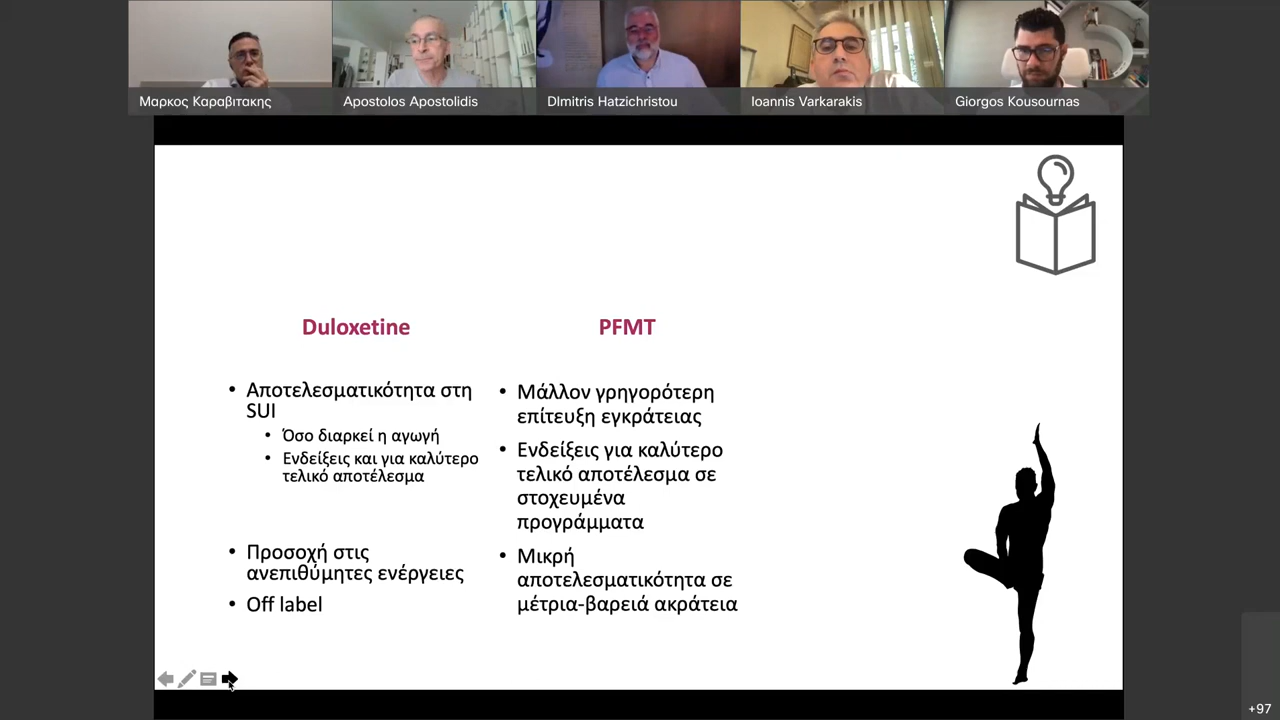 Μαρκος Καραβιτακης
Apostolos Apostolidis
DImitris Hatzichristou
Ioannis Varkarakis
Giorgos Kousournas
Duloxetine
• Αποτελεσματικότητα στη
SUI
• Όσο διαρκεί η αγωγή
• Ενδείξεις και για καλύτερο
τελικό αποτέλεσμα
• Προσοχή στις
ανεπιθύμητες ενέργειες
• Off label
PFMT
• Μάλλον γρηγορότερη
επίτευξη εγκράτειας
• Ενδείξεις για καλύτερο
τελικό αποτέλεσμα σε
στοχευμένα
προγράμματα
• Μικρή
αποτελεσματικότητα σε
μέτρια-βαρειά ακράτεια
+97